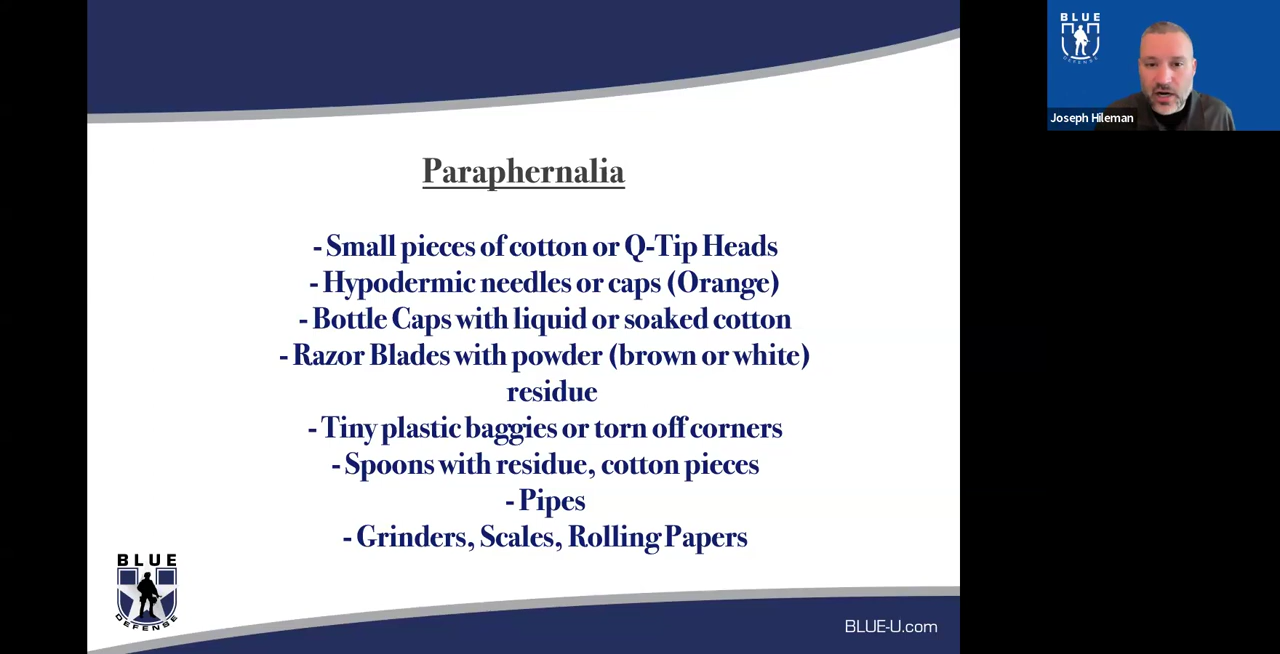 Paraphernalia
- Small pieces of cotton or Q-Tip Heads
- Hypodermic needles or caps (Orange)
- Bottle Caps with liquid or soaked cotton
- Razor Blades with powder (brown or white)
residue
- Tiny plastic baggies or torn off corners
- Spoons with residue, cotton pieces
- Pipes
- Grinders, Scales, Rolling Papers
BLUE
DEFENSE
BLUE-U.com
BLUE
DEFENSE
Joseph Hileman